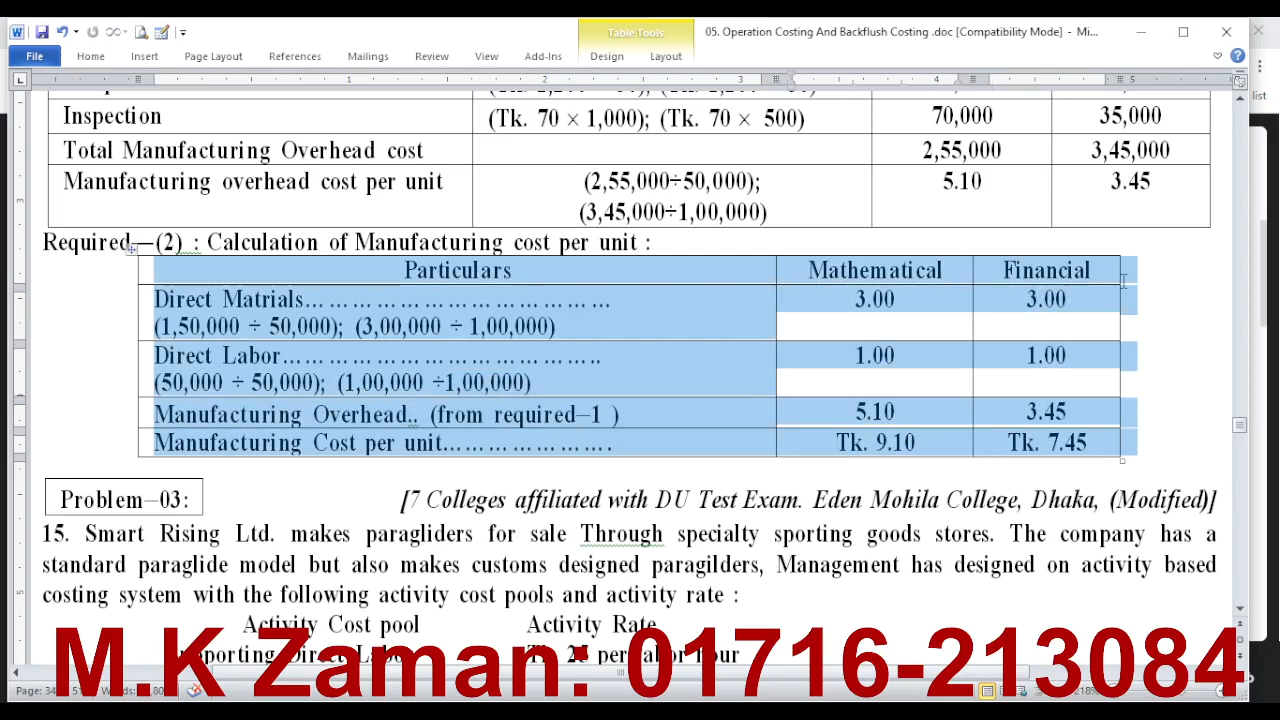 Table Tools
05. Operation Costing And Backflush Costing .doc [Compatibility Mode] - Mi...
File Home Insert Page Layout References Mailings Review View Add-Ins Design Layout
1 2 3 4 5
list
Inspection (Tk. 70 × 1,000); (Tk. 70 × 500) 70,000 35,000
Total Manufacturing Overhead cost 2,55,000 3,45,000
Manufacturing overhead cost per unit (2,55,000÷50,000); 5.10 3.45
(3,45,000÷1,00,000)
Required—(2) : Calculation of Manufacturing cost per unit :
Particulars Mathematical Financial
Direct Matrials… … … … … … … … … … … … … 3.00 3.00
(1,50,000 ÷ 50,000); (3,00,000 ÷ 1,00,000)
Direct Labor… … … … … … … … … … … … … .. 1.00 1.00
(50,000 ÷ 50,000); (1,00,000 ÷1,00,000)
Manufacturing Overhead.. (from required–1 ) 5.10 3.45
Manufacturing Cost per unit… … … … … … . Tk. 9.10 Tk. 7.45
Problem–03: [7 Colleges affiliated with DU Test Exam. Eden Mohila College, Dhaka, (Modified)]
15. Smart Rising Ltd. makes paragliders for sale Through specialty sporting goods stores. The company has a
standard paraglide model but also makes customs designed paragilders, Management has designed on activity based
costing system with the following activity cost pools and activity rate :
Activity Cost pool Activity Rate
M.K Zaman: 01716-213084
Page: 34 218%